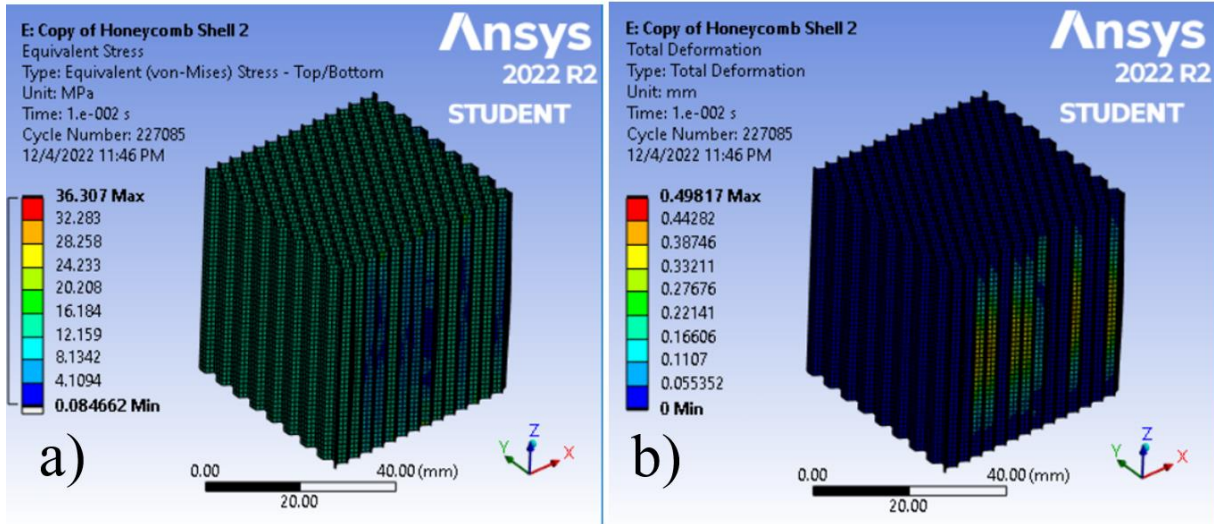 E: Copy of Honeycomb Shell 2
Equivalent Stress
Type: Equivalent (von-Mises) Stress - Top/Bottom
Unit: MPa
Time: 1.e-002 s
Cycle Number: 227085
12/4/2022 11:46 PM
Ansys
2022 R2
STUDENT
36.307 Max
32.283
28.258
24.233
20.208
16.184
12.159
8.1342
4.1094
0.084662 Min
a)
0.00
40.00 (mm)
20.00
Y
Z
X
E: Copy of Honeycomb Shell 2
Total Deformation
Type: Total Deformation
Unit: mm
Time: 1.e-002 s
Cycle Number: 227085
12/4/2022 11:46 PM
Ansys
2022 R2
STUDENT
0.49817 Max
0.44282
0.38746
0.33211
0.27676
0.22141
0.16606
0.1107
0.055352
0 Min
b)
0.00
40.00 (mm)
20.00
Y
Z
X